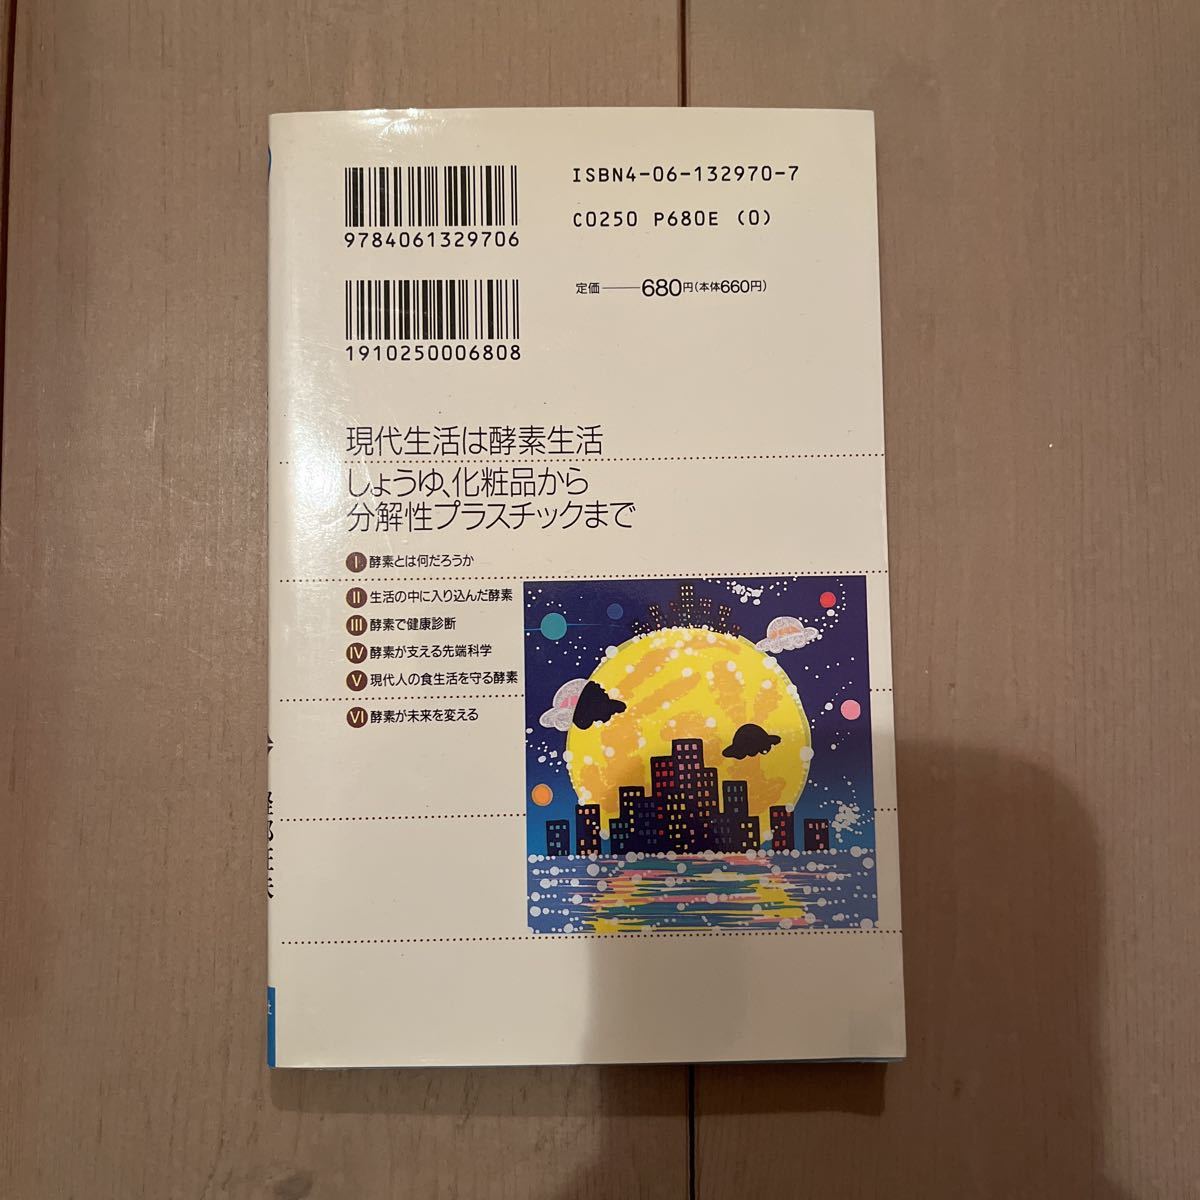 9784061329706
ISBN4-06-132970-7
C0250 P680E (0)
1910250006808
定価――680円(本体660円)
現代生活は酵素生活
しょうゆ、化粧品から
分解性プラスチックまで
I 酵素とは何だろうか
II 生活の中に入り込んだ酵素
III 酵素で健康診断
IV 酵素が支える先端科学
V 現代人の食生活を守る酵素
VI 酵素が未来を変える